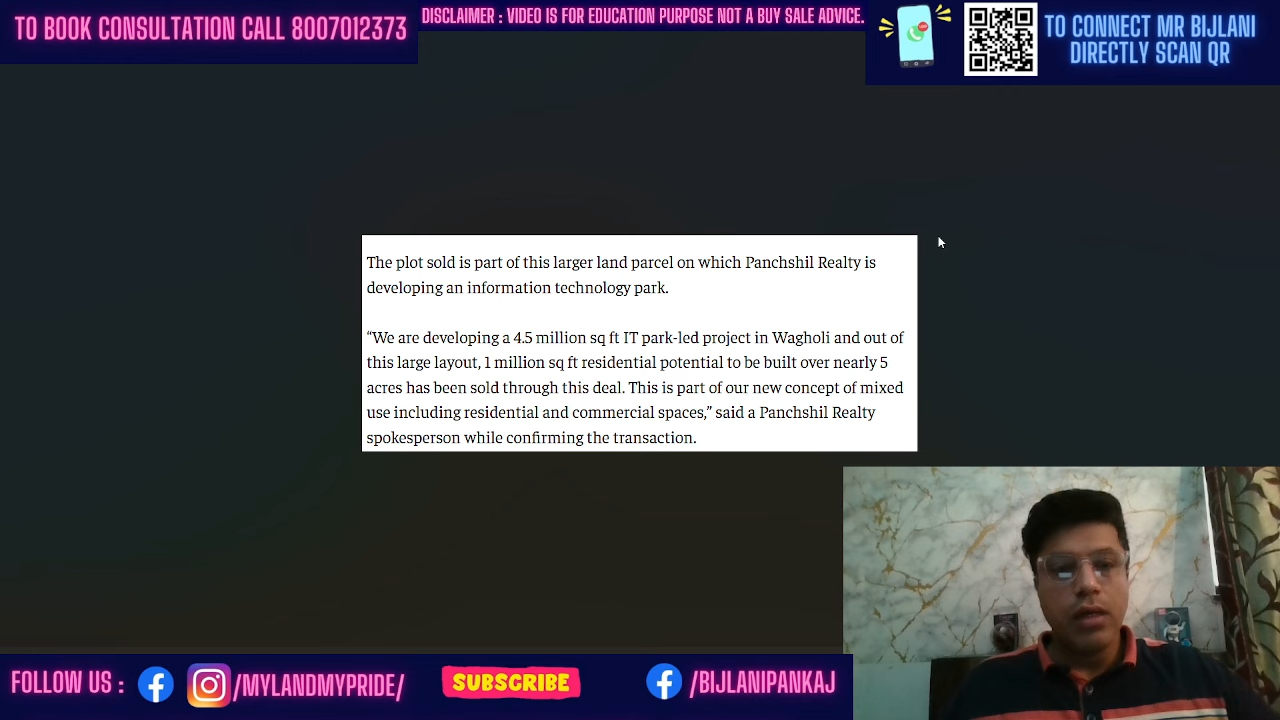 TO BOOK CONSULTATION CALL 8007012373
DISCLAIMER : VIDEO IS FOR EDUCATION PURPOSE NOT A BUY SALE ADVICE.
TO CONNECT MR BIJLANI
DIRECTLY SCAN QR
The plot sold is part of this larger land parcel on which Panchshil Realty is
developing an information technology park.
“We are developing a 4.5 million sq ft IT park-led project in Wagholi and out of
this large layout, 1 million sq ft residential potential to be built over nearly 5
acres has been sold through this deal. This is part of our new concept of mixed
use including residential and commercial spaces,” said a Panchshil Realty
spokesperson while confirming the transaction.
FOLLOW US :
/MYLANDMYPRIDE/
SUBSCRIBE
/BIJLANIPANKAJ